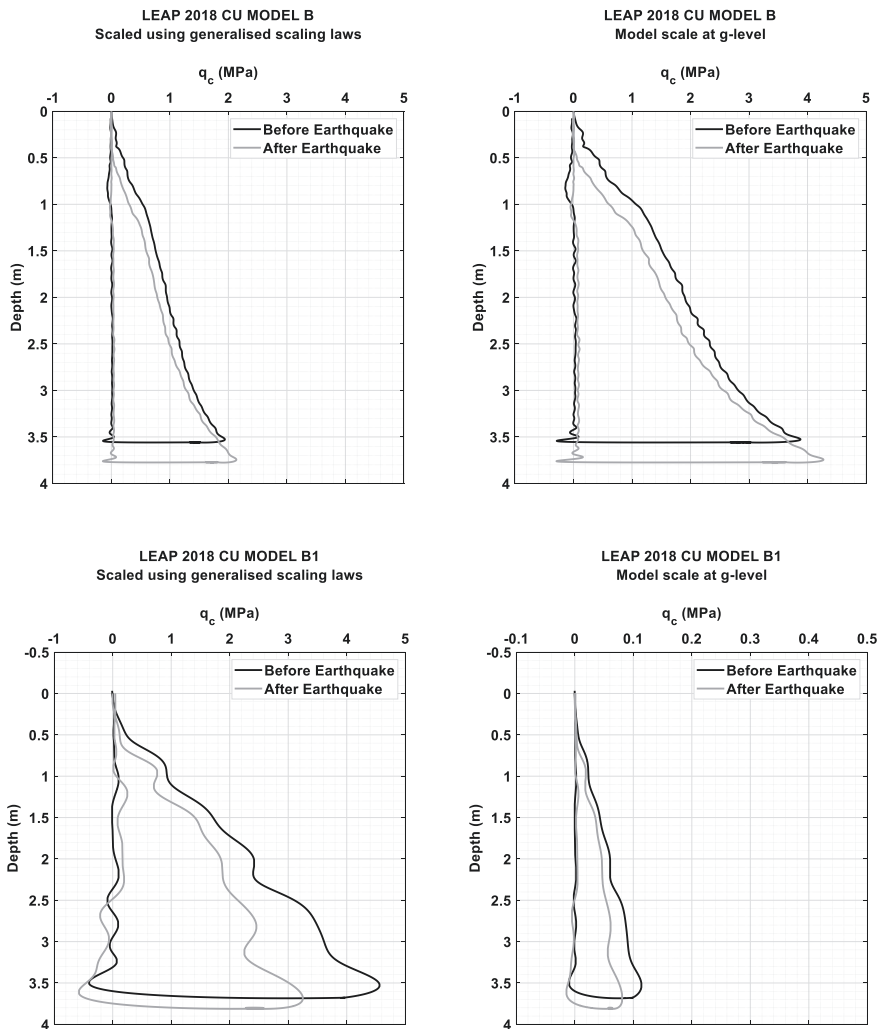 LEAP 2018 CU MODEL B
Scaled using generalised scaling laws
qc (MPa)
-1 0 1 2 3 4 5
0
0.5
1
1.5
2
2.5
3
3.5
4
Depth (m)
Before Earthquake
After Earthquake
LEAP 2018 CU MODEL B
Model scale at g-level
qc (MPa)
-1 0 1 2 3 4 5
0
0.5
1
1.5
2
2.5
3
3.5
4
Depth (m)
Before Earthquake
After Earthquake
LEAP 2018 CU MODEL B1
Scaled using generalised scaling laws
qc (MPa)
-1 0 1 2 3 4 5
-0.5
0
0.5
1
1.5
2
2.5
3
3.5
4
Depth (m)
Before Earthquake
After Earthquake
LEAP 2018 CU MODEL B1
Model scale at g-level
qc (MPa)
-0.1 0 0.1 0.2 0.3 0.4 0.5
-0.5
0
0.5
1
1.5
2
2.5
3
3.5
4
Depth (m)
Before Earthquake
After Earthquake